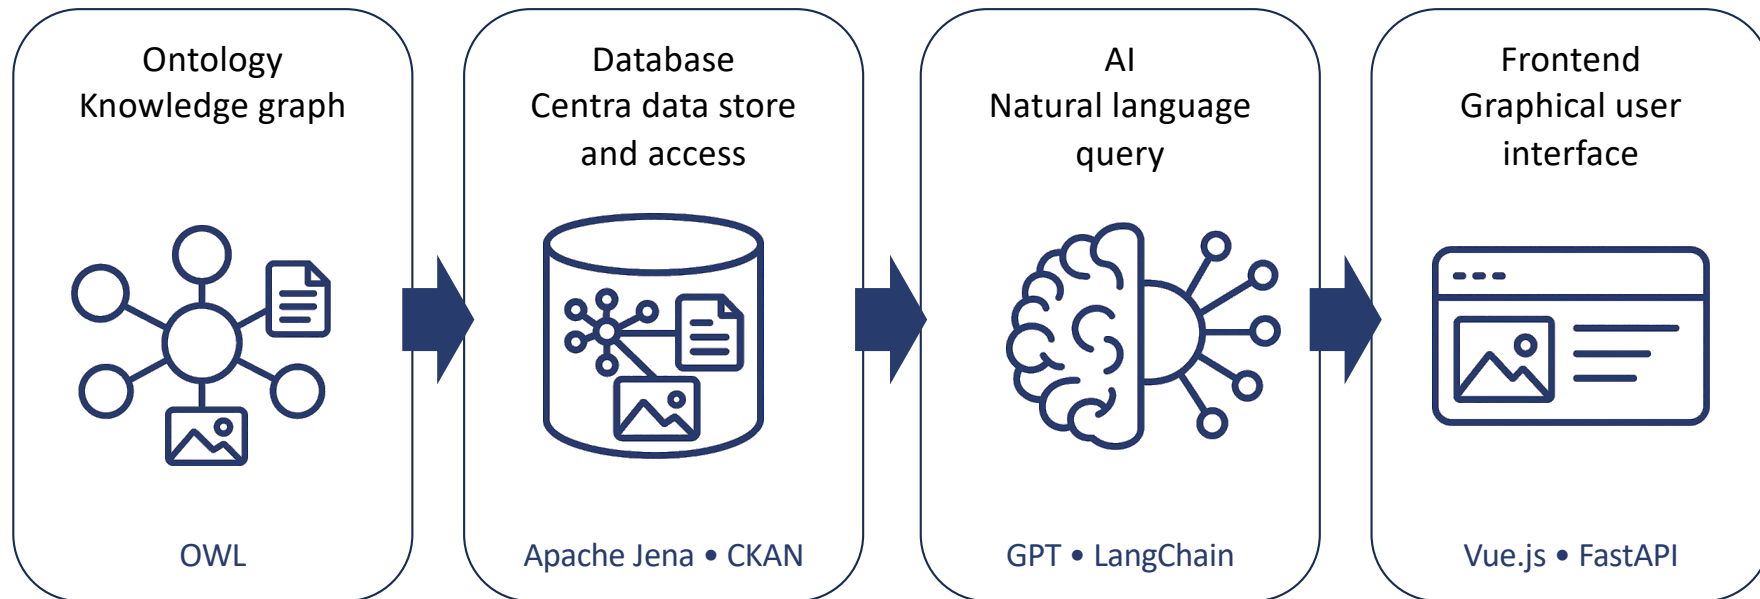 Ontology
Knowledge graph
OWL
Database
Centra data store
and access
Apache Jena • CKAN
AI
Natural language
query
GPT • LangChain
Frontend
Graphical user
interface
Vue.js • FastAPI